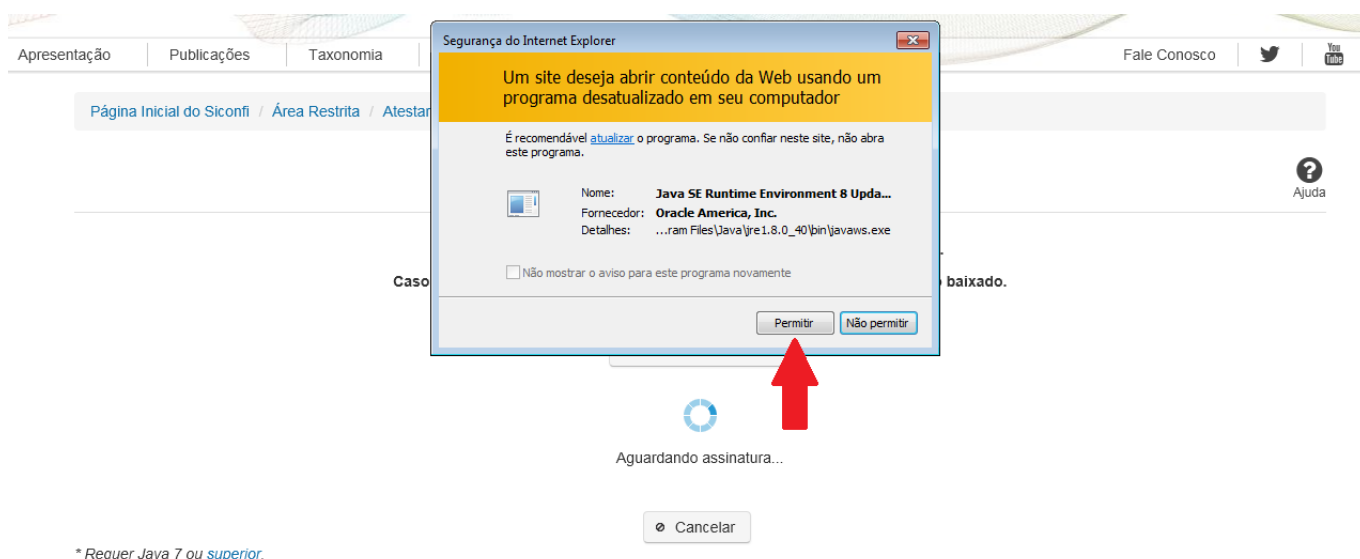 Apresentação Publicações Taxonomia Fale Conosco You Tube
Página Inicial do Siconfi / Área Restrita / Atestar
Ajuda
Segurança do Internet Explorer
Um site deseja abrir conteúdo da Web usando um
programa desatualizado em seu computador
É recomendável atualizar o programa. Se não confiar neste site, não abra
este programa.
Nome: Java SE Runtime Environment 8 Upda...
Fornecedor: Oracle America, Inc.
Detalhes: ...ram Files\Java\jre1.8.0_40\bin\javaws.exe
Não mostrar o aviso para este programa novamente
Permitir Não permitir
Caso baixado.
Aguardando assinatura...
Cancelar
* Requer Java 7 ou superior.